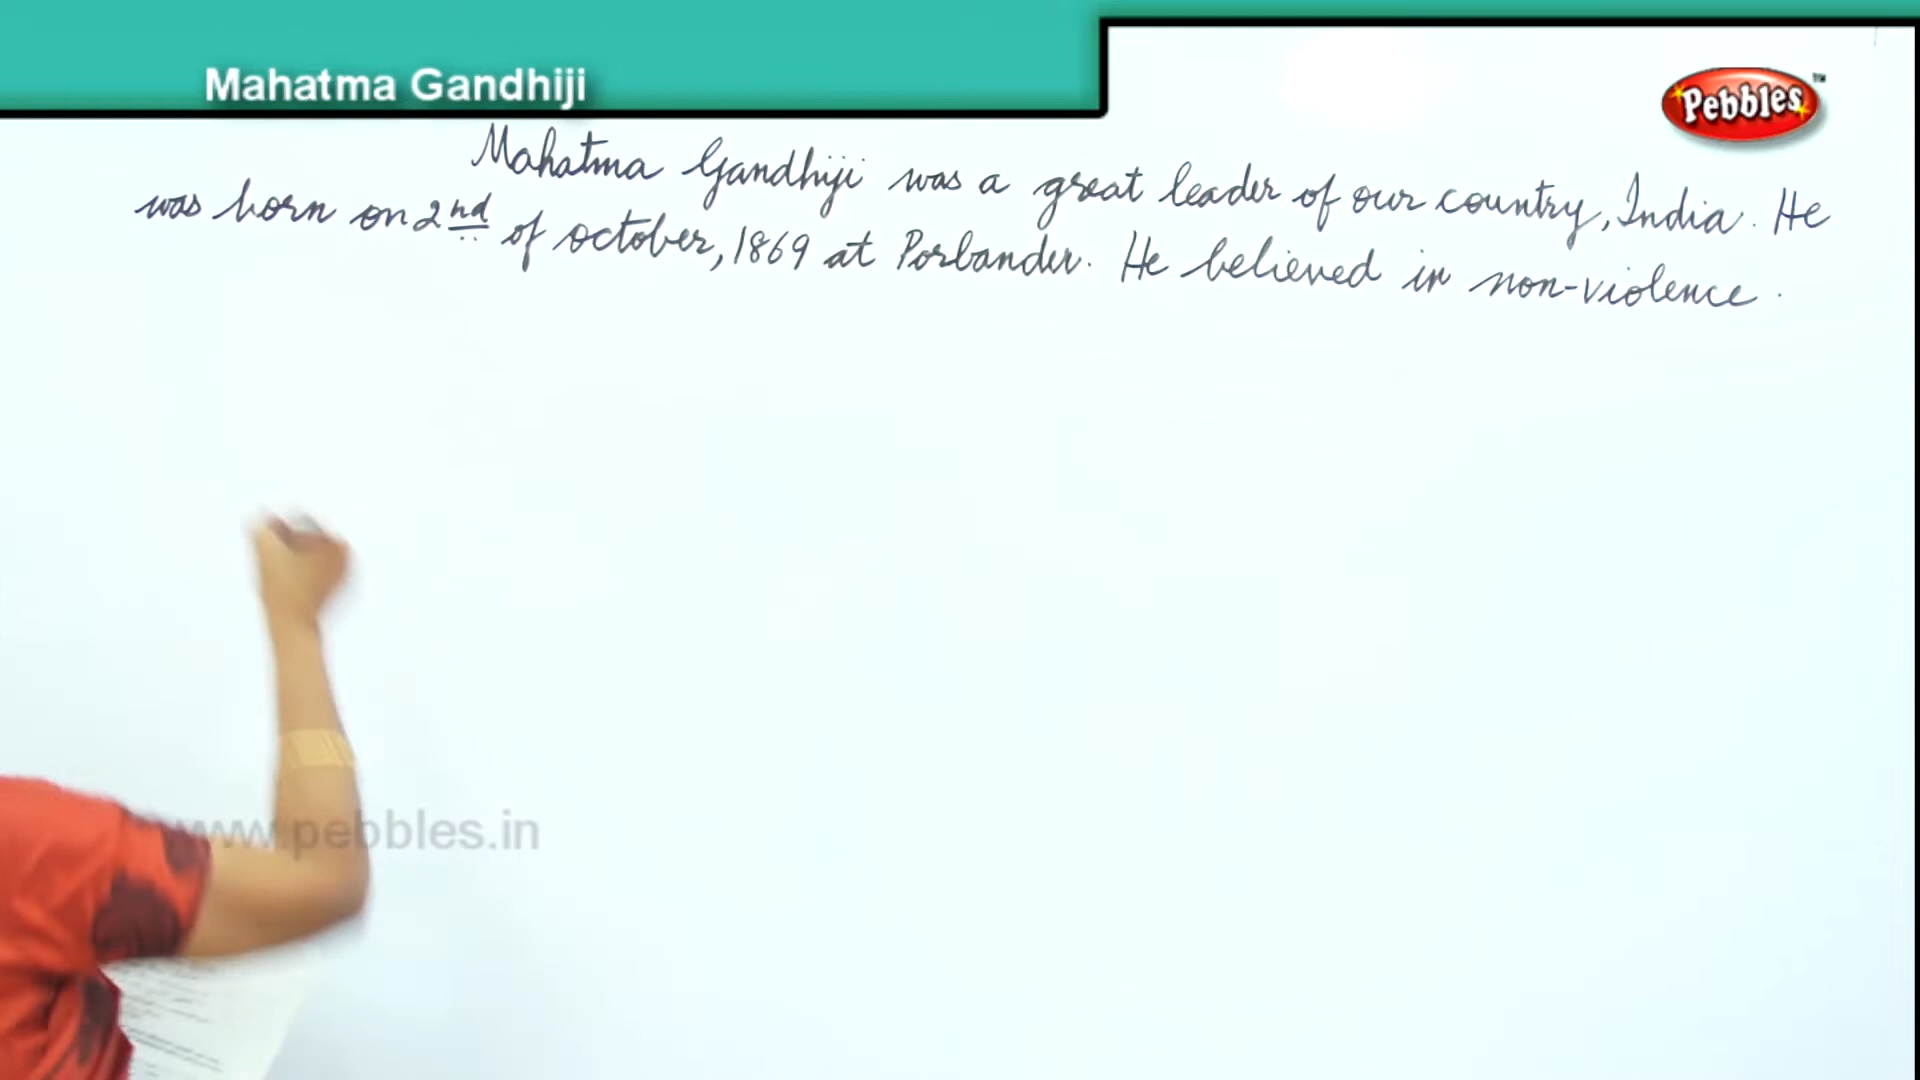 Mahatma Gandhiji
Pebbles™
Mahatma Gandhiji was a great leader of our country, India. He
was born on 2nd of october, 1869 at Porbander. He believed in non-violence.
www.pebbles.in